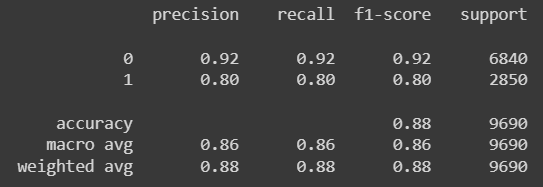 precision recall f1-score support
0 0.92 0.92 0.92 6840
1 0.80 0.80 0.80 2850
accuracy 0.88 9690
macro avg 0.86 0.86 0.86 9690
weighted avg 0.88 0.88 0.88 9690